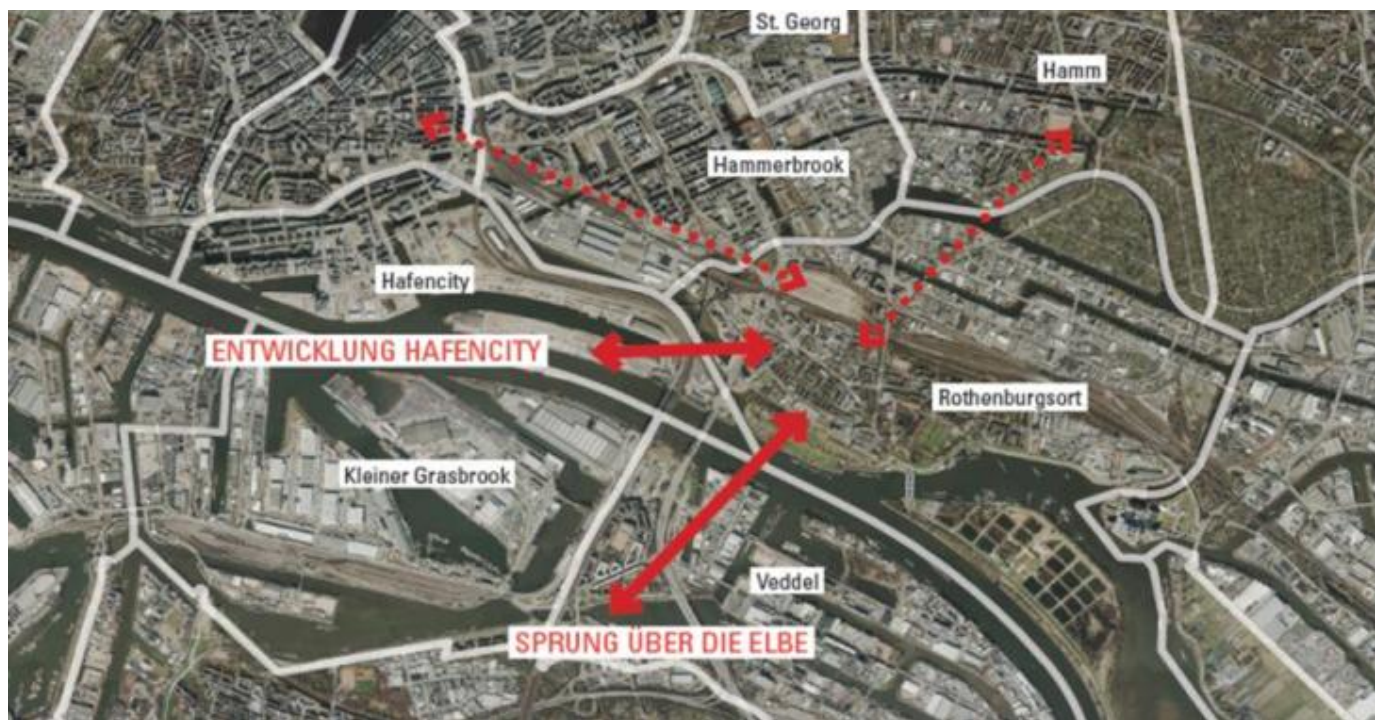 St. Georg
Hamm
Hammerbrook
Hafencity
ENTWICKLUNG HAFENCITY
Rothenburgsort
Kleiner Grasbrook
Veddel
SPRUNG ÜBER DIE ELBE